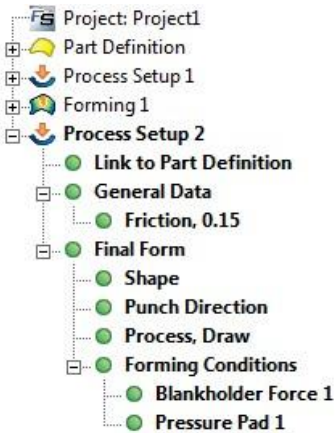 FS Project: Project1
Part Definition
Process Setup 1
Forming 1
Process Setup 2
Link to Part Definition
General Data
Friction, 0.15
Final Form
Shape
Punch Direction
Process, Draw
Forming Conditions
Blankholder Force 1
Pressure Pad 1